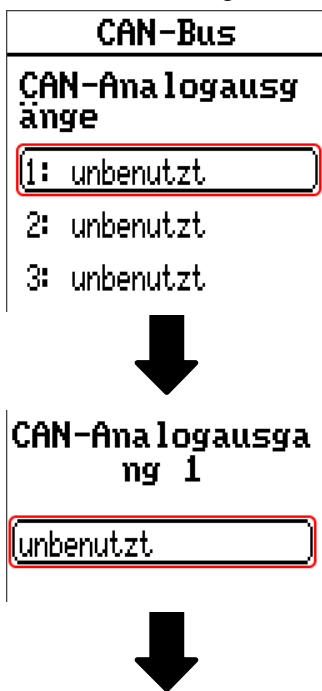 CAN-Bus
CAN-Analogausg
änge
1: unbenutzt
2: unbenutzt
3: unbenutzt
CAN-Analogausga
ng 1
unbenutzt